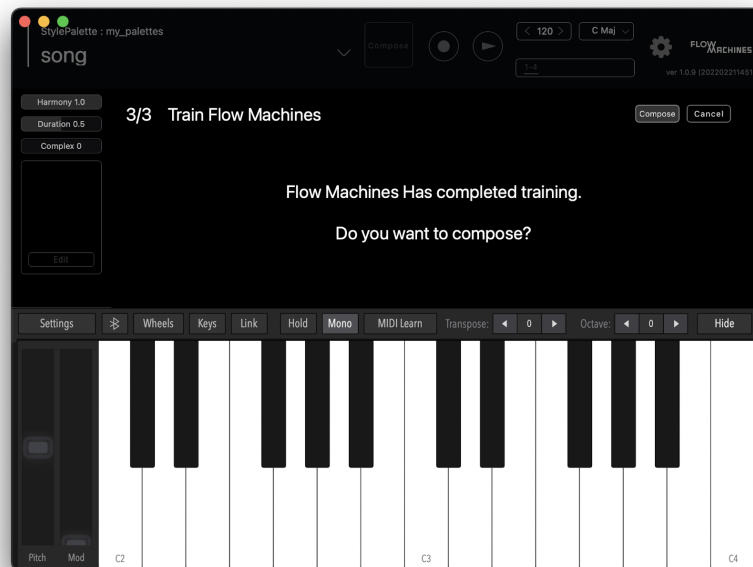 StylePalette : my_palettes
song
Compose
< 120 >
C Maj
1-4
FLOW MACHINES
ver 1.0.9 (202202211451
Harmony 1.0
Duration 0.5
Complex 0
Edit
3/3 Train Flow Machines
Compose
Cancel
Flow Machines Has completed training.
Do you want to compose?
Settings
Wheels
Keys
Link
Hold
Mono
MIDI Learn
Transpose:
0
Octave:
0
Hide
Pitch
Mod
C2
C3
C4